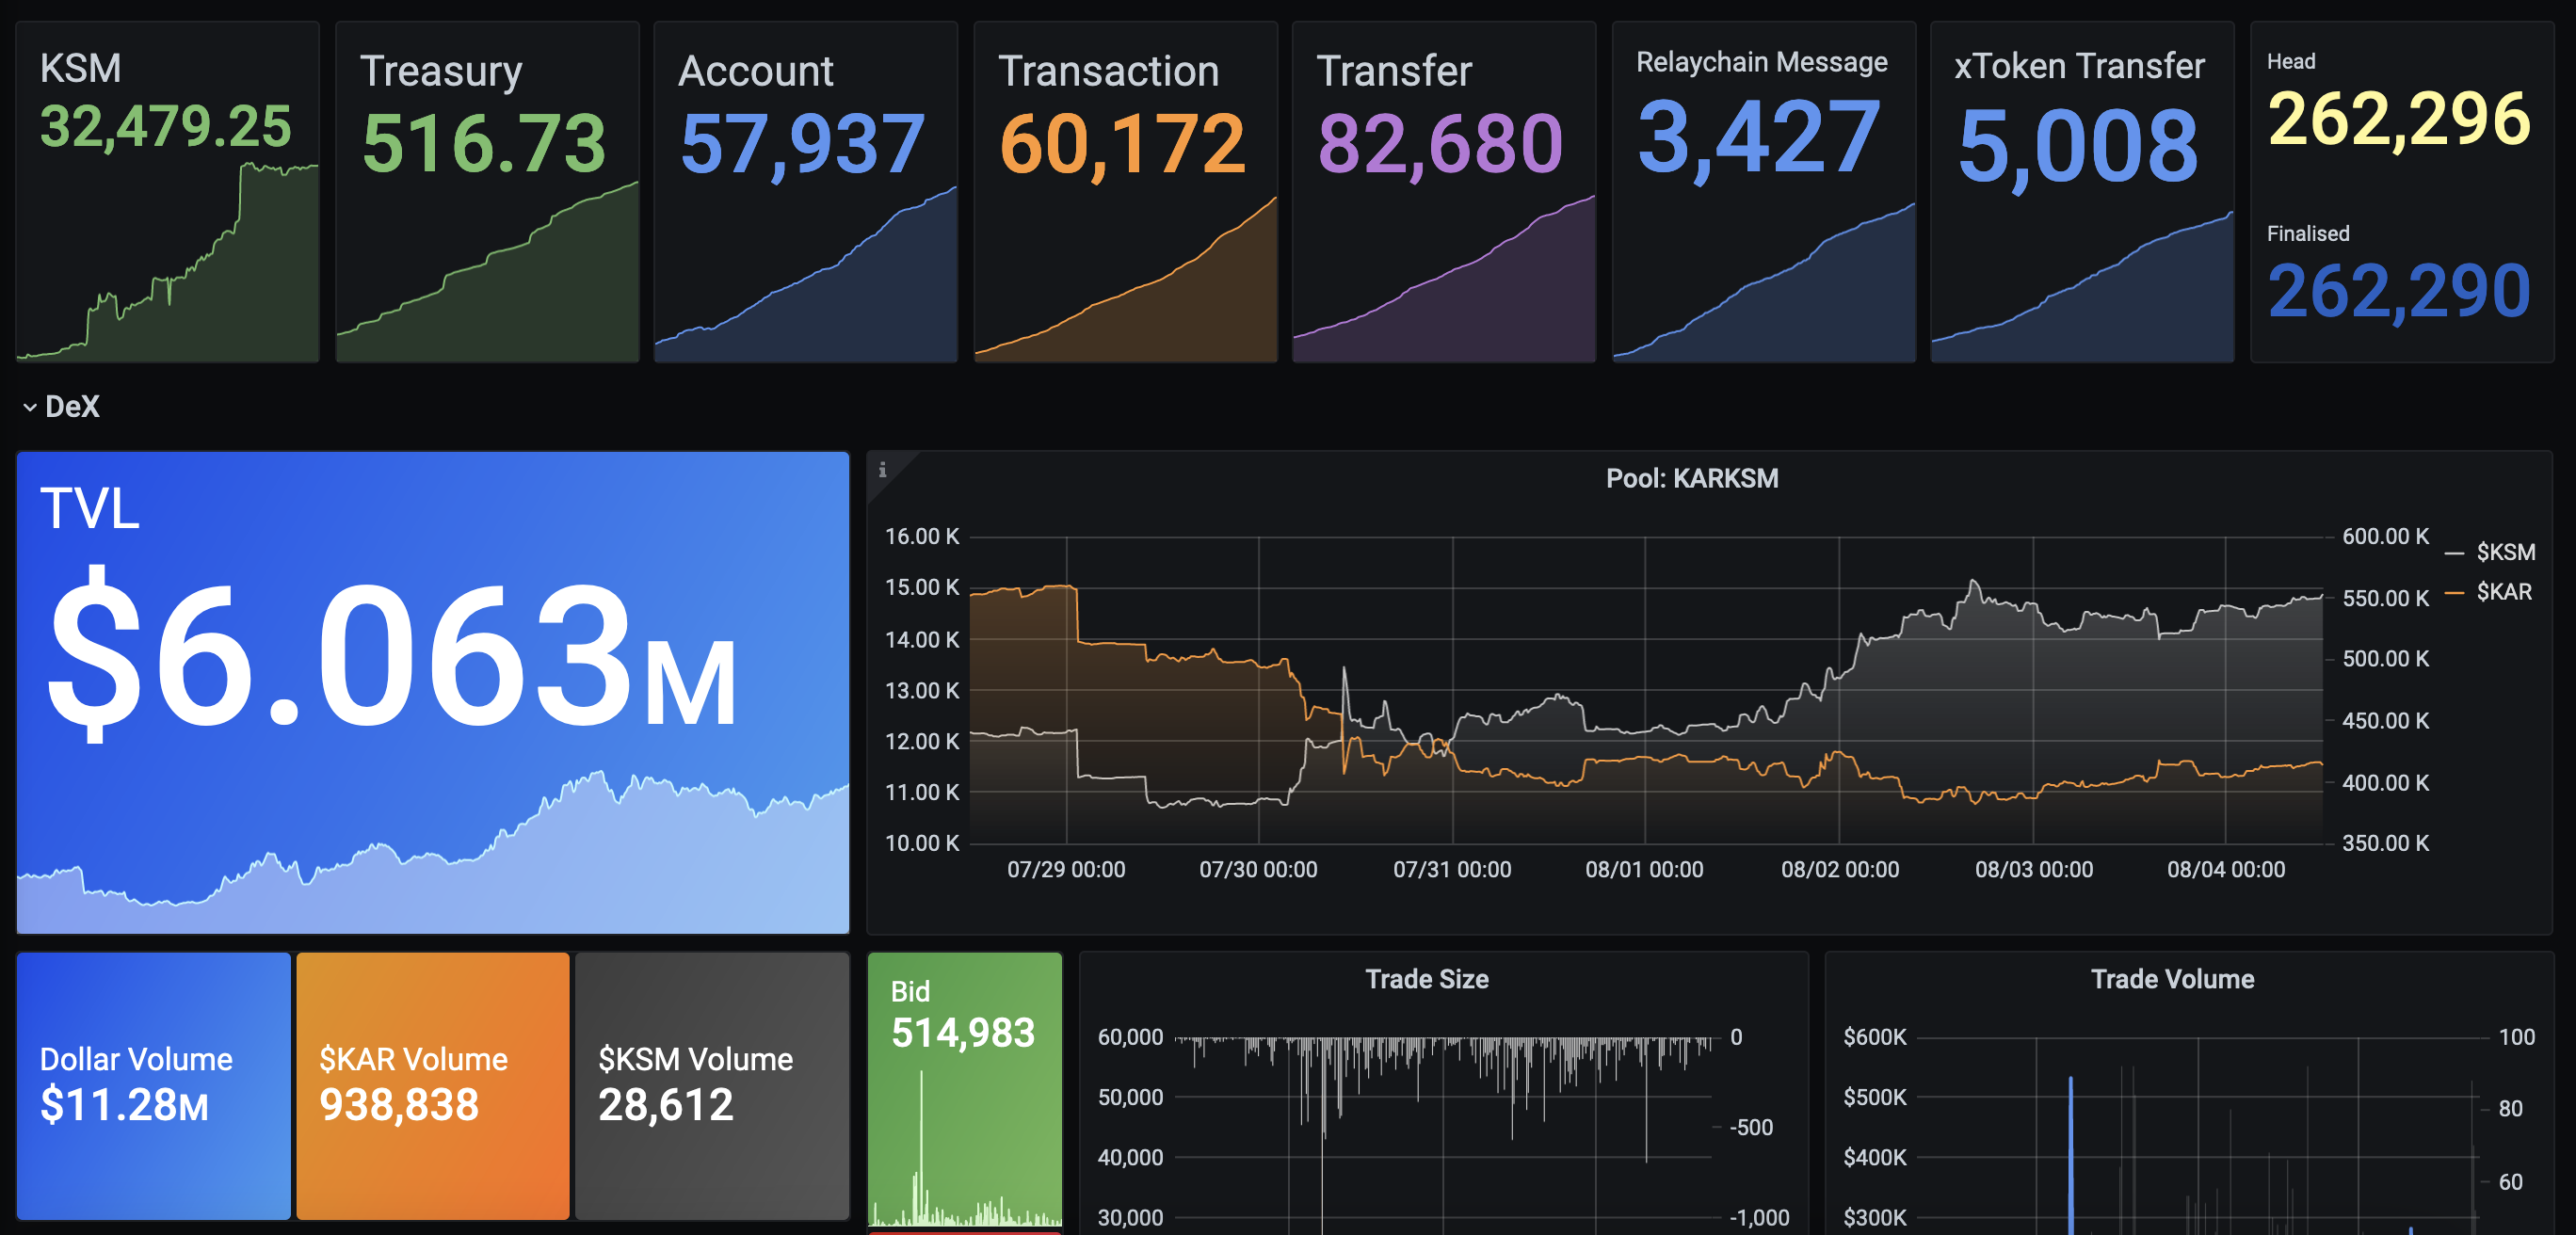 KSM
32,479.25
Treasury
516.73
Account
57,937
Transaction
60,172
Transfer
82,680
Relaychain Message
3,427
xToken Transfer
5,008
Head
262,296
Finalised
262,290
DeX
TVL
$6.063M
i
Pool: KARKSM
16.00 K
15.00 K
14.00 K
13.00 K
12.00 K
11.00 K
10.00 K
600.00 K
550.00 K
500.00 K
450.00 K
400.00 K
350.00 K
$KSM
$KAR
07/29 00:00
07/30 00:00
07/31 00:00
08/01 00:00
08/02 00:00
08/03 00:00
08/04 00:00
Dollar Volume
$11.28M
$KAR Volume
938,838
$KSM Volume
28,612
Bid
514,983
Trade Size
60,000
50,000
40,000
30,000
0
-500
-1,000
Trade Volume
$600K
$500K
$400K
$300K
100
80
60